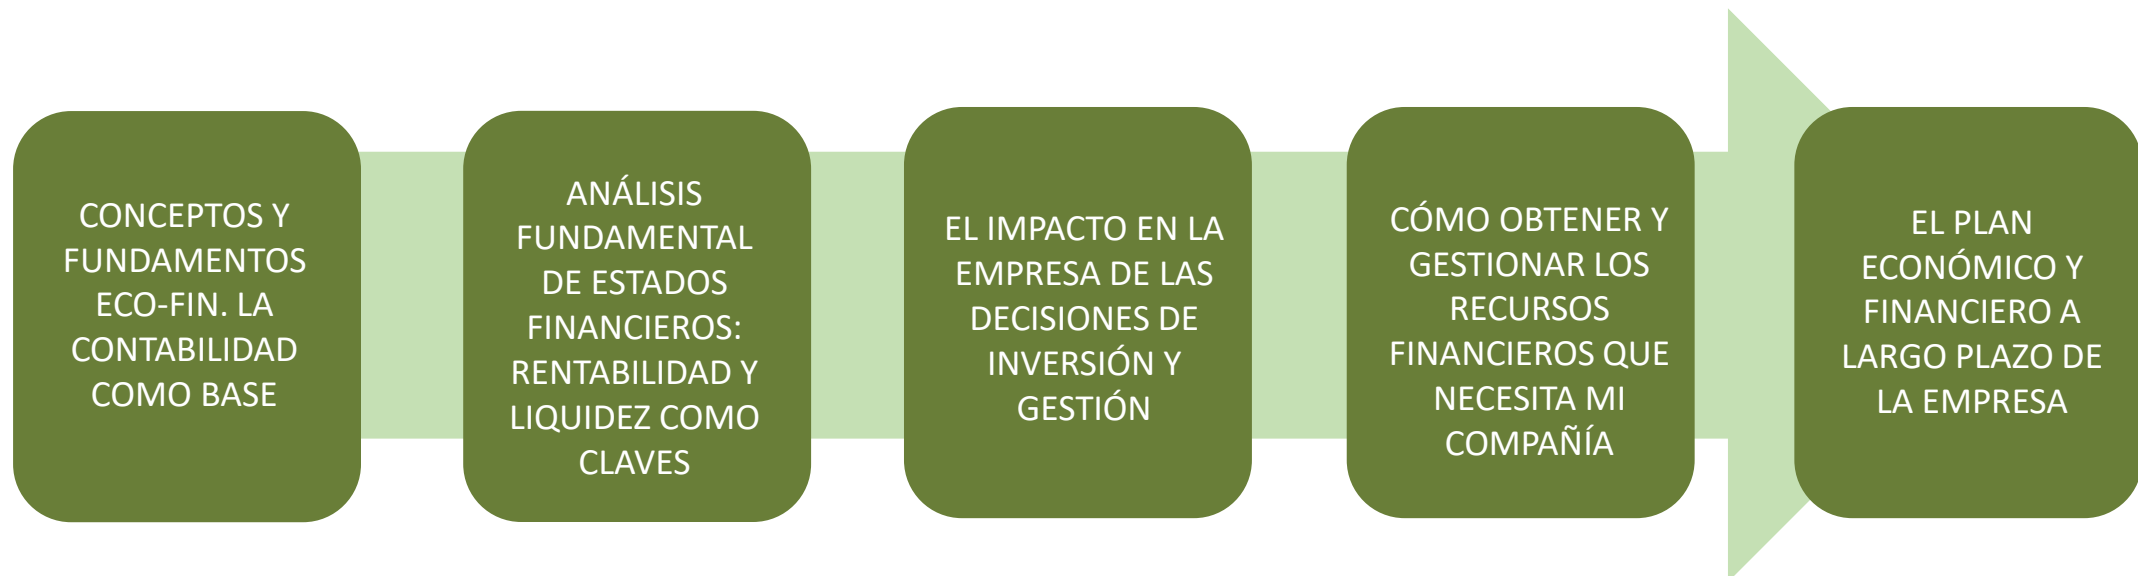 CONCEPTOS Y
FUNDAMENTOS
ECO-FIN. LA
CONTABILIDAD
COMO BASE
ANÁLISIS
FUNDAMENTAL
DE ESTADOS
FINANCIEROS:
RENTABILIDAD Y
LIQUIDEZ COMO
CLAVES
EL IMPACTO EN LA
EMPRESA DE LAS
DECISIONES DE
INVERSIÓN Y
GESTIÓN
CÓMO OBTENER Y
GESTIONAR LOS
RECURSOS
FINANCIEROS QUE
NECESITA MI
COMPAÑÍA
EL PLAN
ECONÓMICO Y
FINANCIERO A
LARGO PLAZO DE
LA EMPRESA